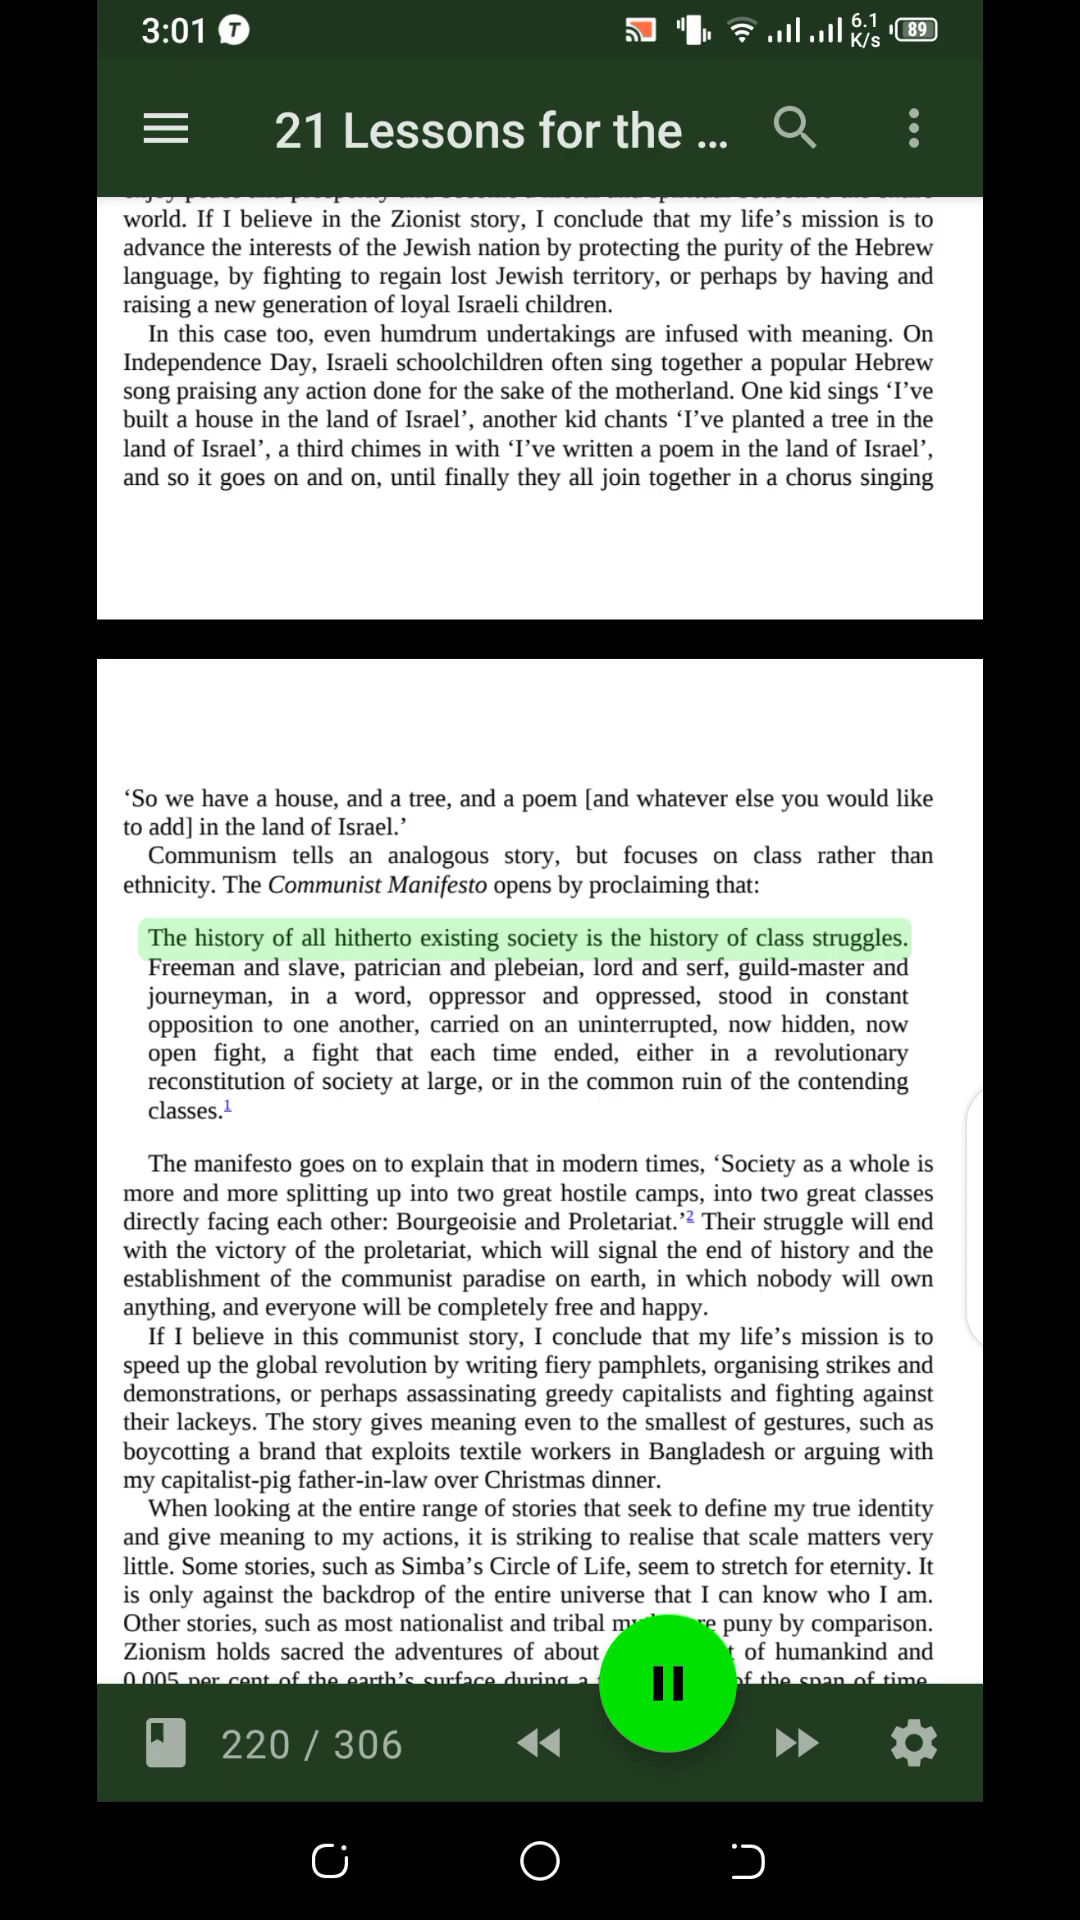 3:01
6.1
K/s
89
21 Lessons for the ...
world. If I believe in the Zionist story, I conclude that my life’s mission is to
advance the interests of the Jewish nation by protecting the purity of the Hebrew
language, by fighting to regain lost Jewish territory, or perhaps by having and
raising a new generation of loyal Israeli children.
In this case too, even humdrum undertakings are infused with meaning. On
Independence Day, Israeli schoolchildren often sing together a popular Hebrew
song praising any action done for the sake of the motherland. One kid sings ‘I’ve
built a house in the land of Israel’, another kid chants ‘I’ve planted a tree in the
land of Israel’, a third chimes in with ‘I’ve written a poem in the land of Israel’,
and so it goes on and on, until finally they all join together in a chorus singing
‘So we have a house, and a tree, and a poem [and whatever else you would like
to add] in the land of Israel.’
Communism tells an analogous story, but focuses on class rather than
ethnicity. The Communist Manifesto opens by proclaiming that:
The history of all hitherto existing society is the history of class struggles.
Freeman and slave, patrician and plebeian, lord and serf, guild-master and
journeyman, in a word, oppressor and oppressed, stood in constant
opposition to one another, carried on an uninterrupted, now hidden, now
open fight, a fight that each time ended, either in a revolutionary
reconstitution of society at large, or in the common ruin of the contending
classes.1
The manifesto goes on to explain that in modern times, ‘Society as a whole is
more and more splitting up into two great hostile camps, into two great classes
directly facing each other: Bourgeoisie and Proletariat.’2 Their struggle will end
with the victory of the proletariat, which will signal the end of history and the
establishment of the communist paradise on earth, in which nobody will own
anything, and everyone will be completely free and happy.
If I believe in this communist story, I conclude that my life’s mission is to
speed up the global revolution by writing fiery pamphlets, organising strikes and
demonstrations, or perhaps assassinating greedy capitalists and fighting against
their lackeys. The story gives meaning even to the smallest of gestures, such as
boycotting a brand that exploits textile workers in Bangladesh or arguing with
my capitalist-pig father-in-law over Christmas dinner.
When looking at the entire range of stories that seek to define my true identity
and give meaning to my actions, it is striking to realise that scale matters very
little. Some stories, such as Simba’s Circle of Life, seem to stretch for eternity. It
is only against the backdrop of the entire universe that I can know who I am.
Other stories, such as most nationalist and tribal puny by comparison.
Zionism holds sacred the adventures of about of humankind and
0.005 per cent of the earth’s surface during a of the span of time.
220 / 306